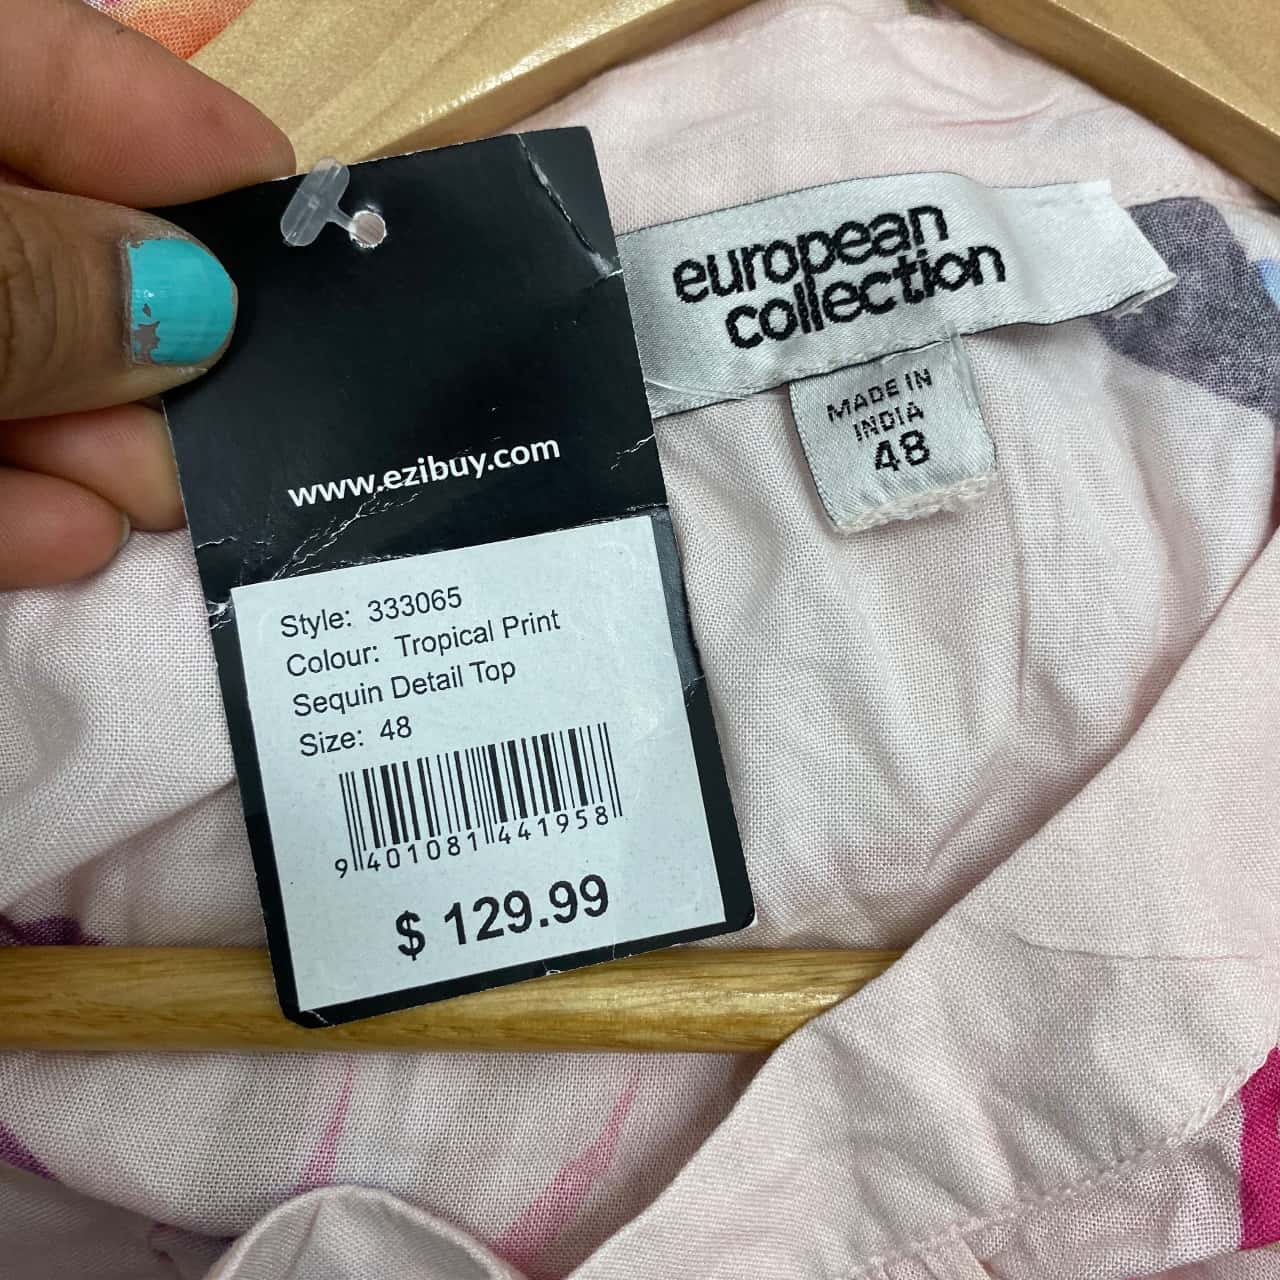 european
collection
MADE IN
INDIA
48
www.ezibuy.com
Style: 333065
Colour: Tropical Print
Sequin Detail Top
Size: 48
9 401081 441958
$ 129.99